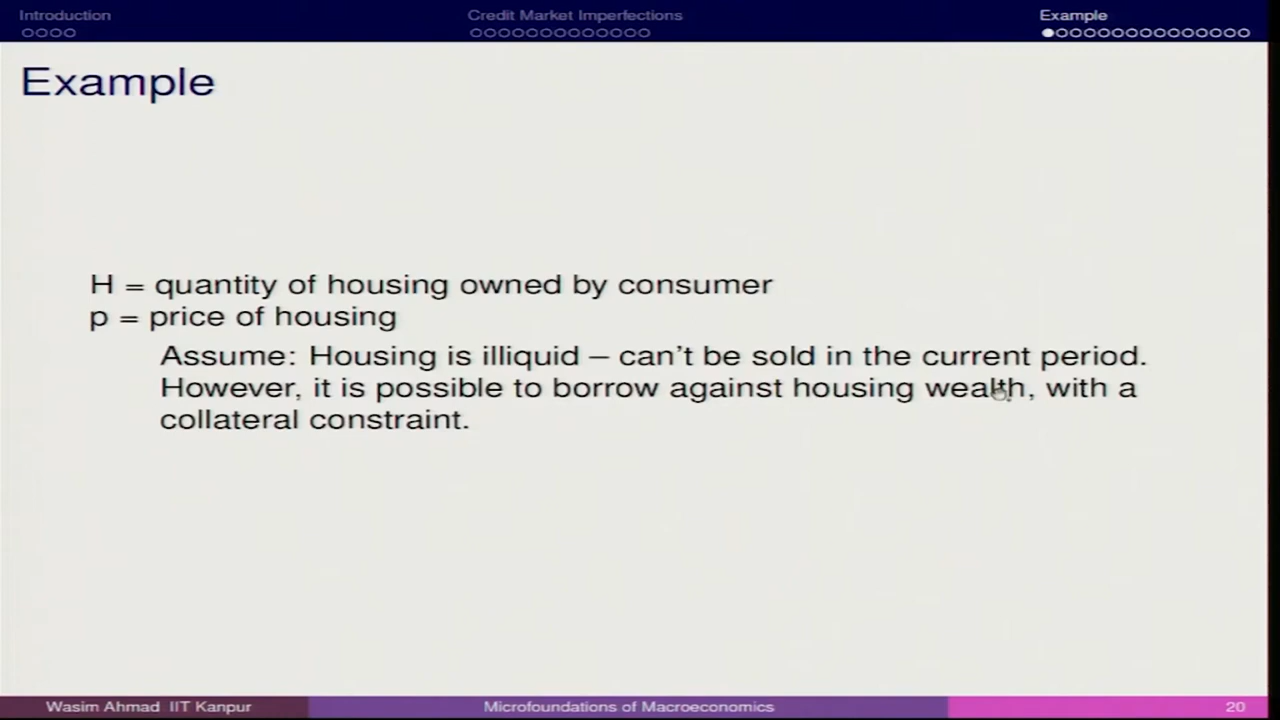 Introduction
Credit Market Imperfections
Example
Example
H = quantity of housing owned by consumer
p = price of housing
Assume: Housing is illiquid – can't be sold in the current period.
However, it is possible to borrow against housing wealth, with a
collateral constraint.
Wasim Ahmad IIT Kanpur
Microfoundations of Macroeconomics
20